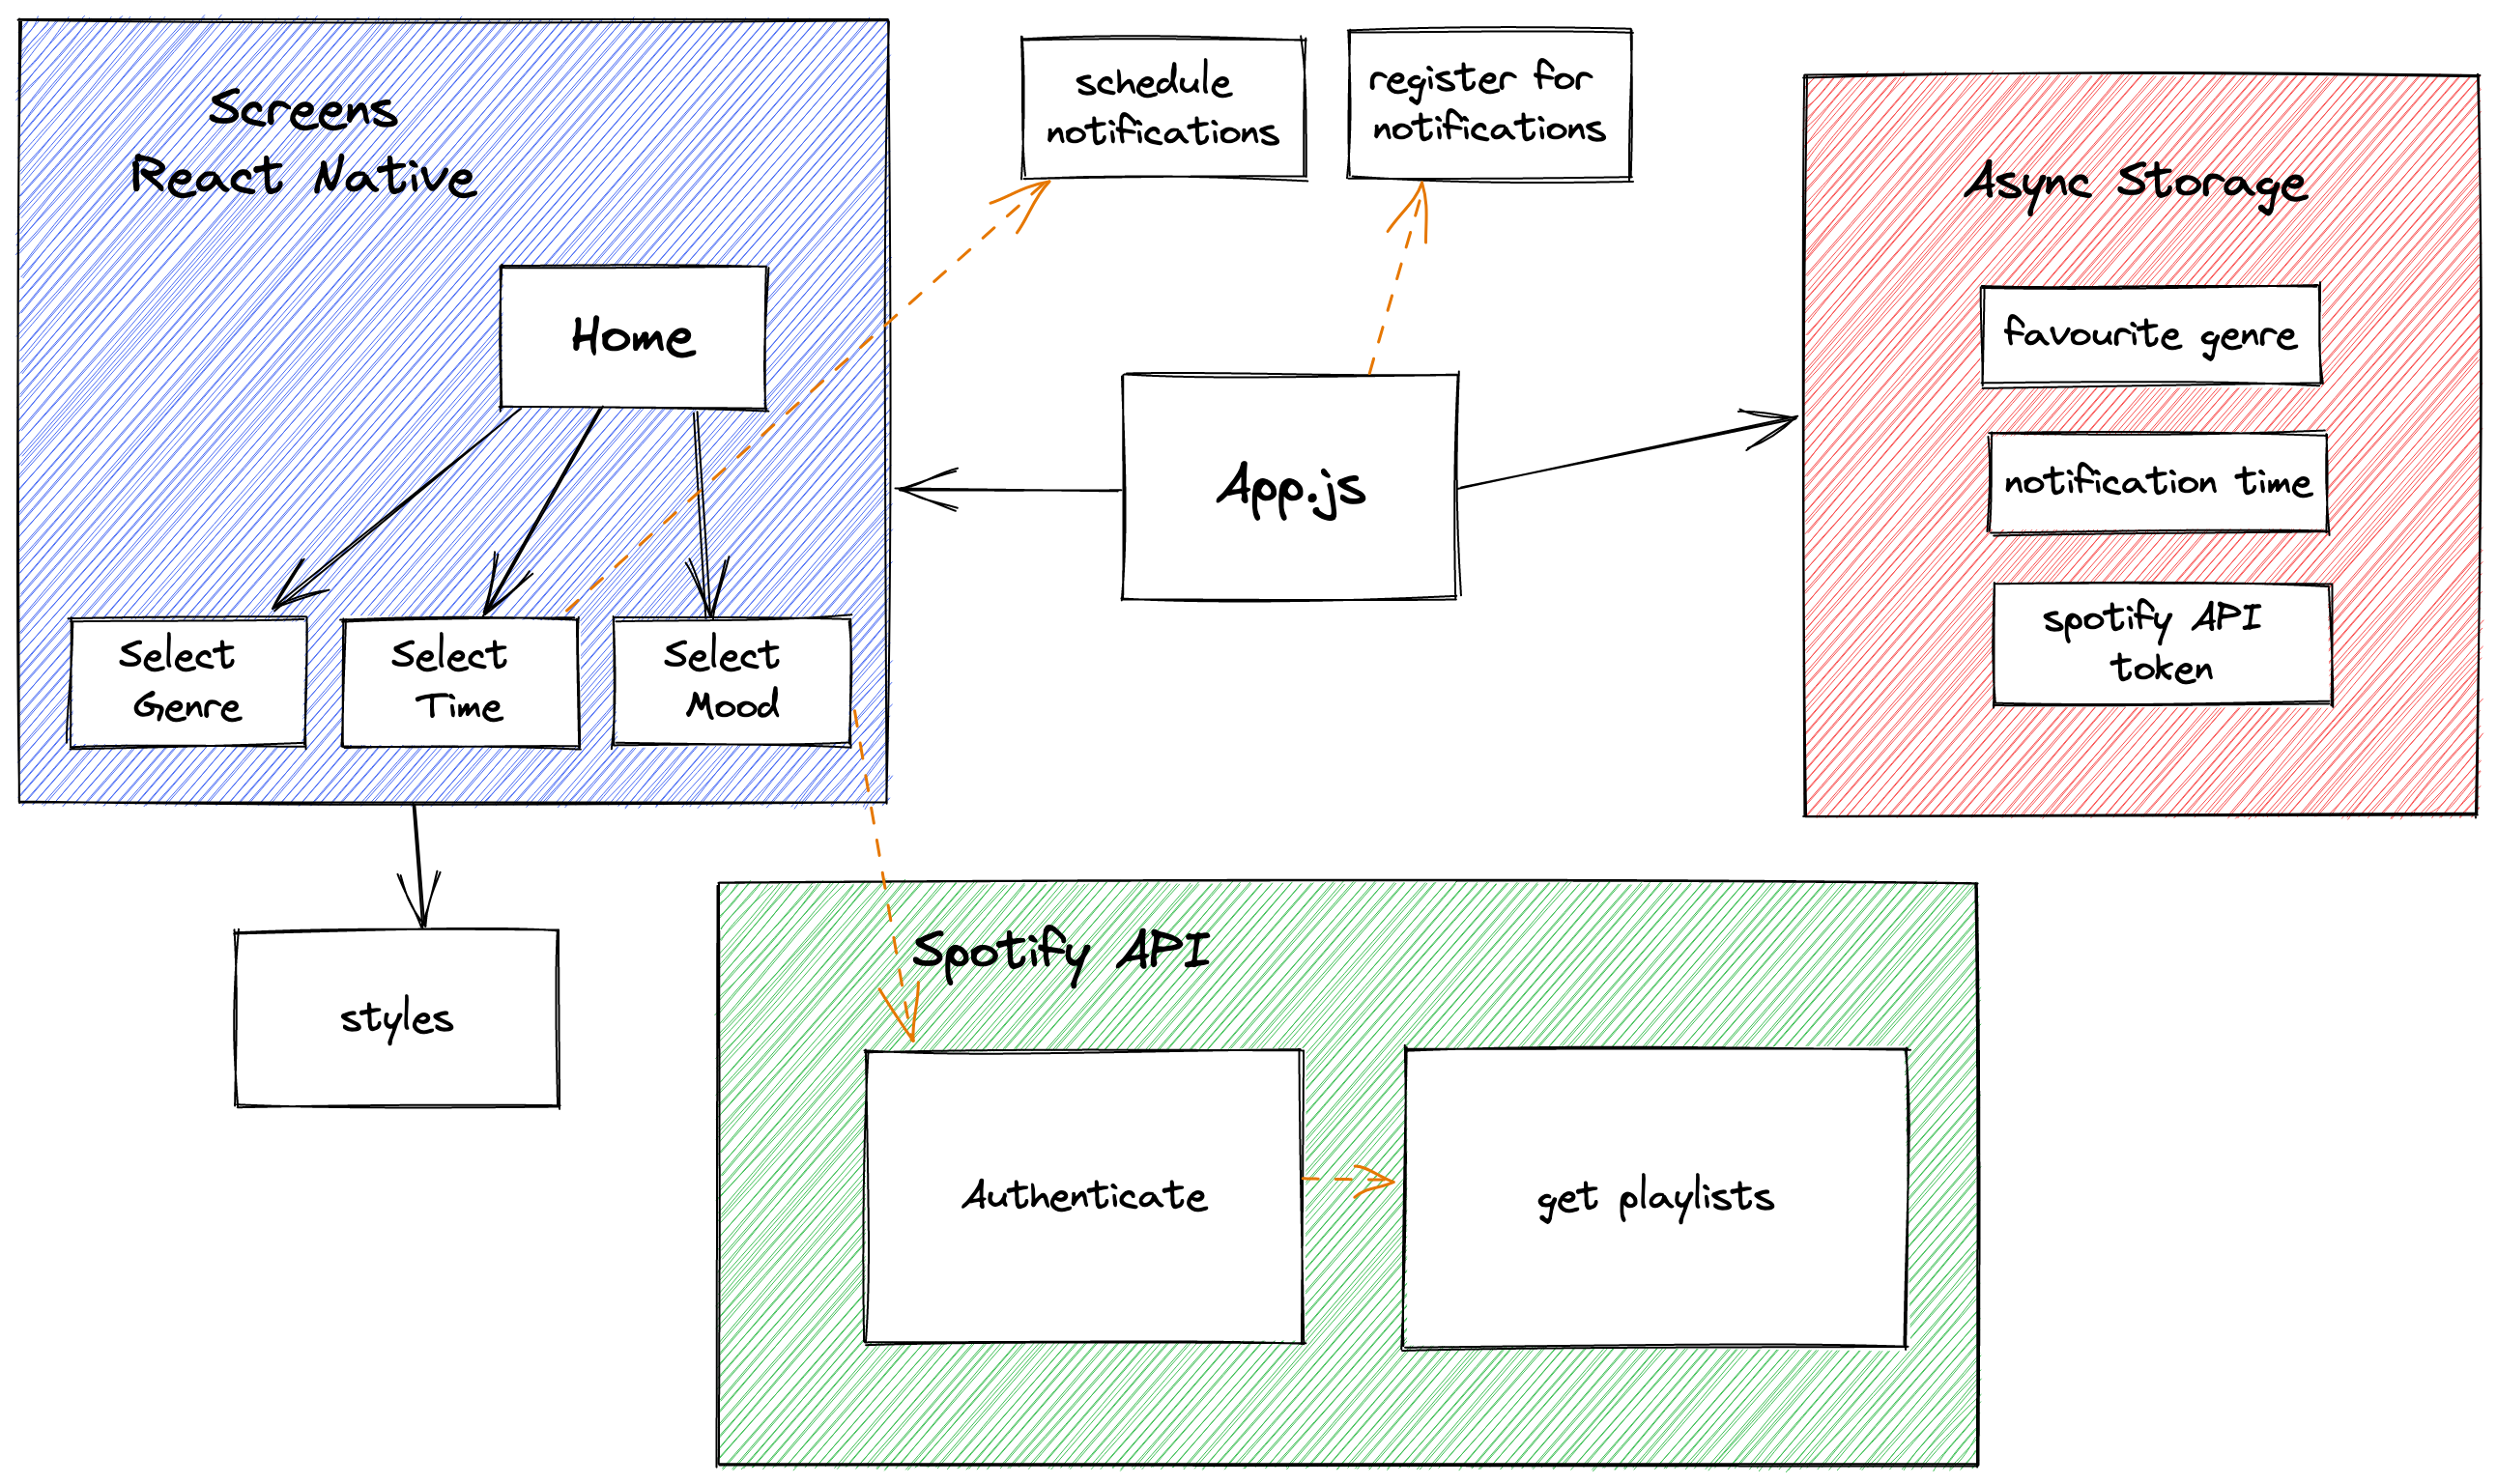 Screens
React Native
Home
Select
Genre
Select
Time
Select
Mood
styles
schedule
notifications
register for
notifications
App.js
Async Storage
favourite genre
notification time
spotify API
token
Spotify API
Authenticate
get playlists